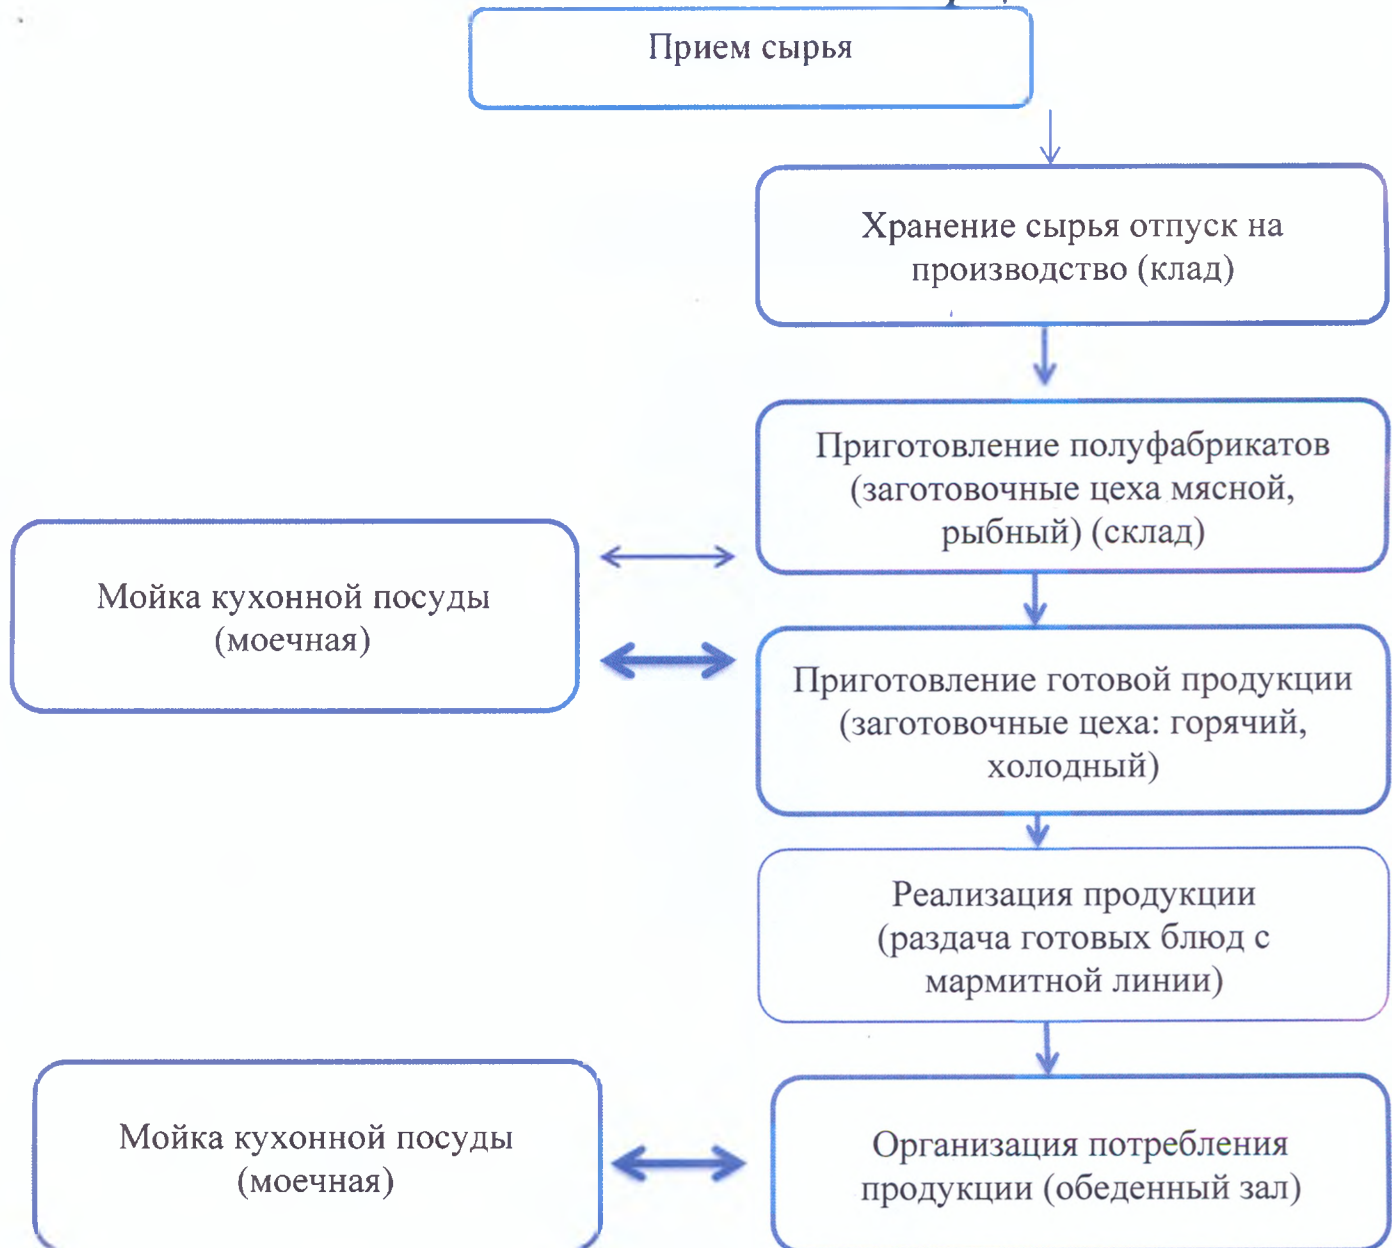 Прием сырья
Хранение сырья отпуск на
производство (клад)
Приготовление полуфабрикатов
(заготовочные цеха мясной,
рыбный) (склад)
Мойка кухонной посуды
(моечная)
Приготовление готовой продукции
(заготовочные цеха: горячий,
холодный)
Реализация продукции
(раздача готовых блюд с
мармитной линии)
Мойка кухонной посуды
(моечная)
Организация потребления
продукции (обеденный зал)